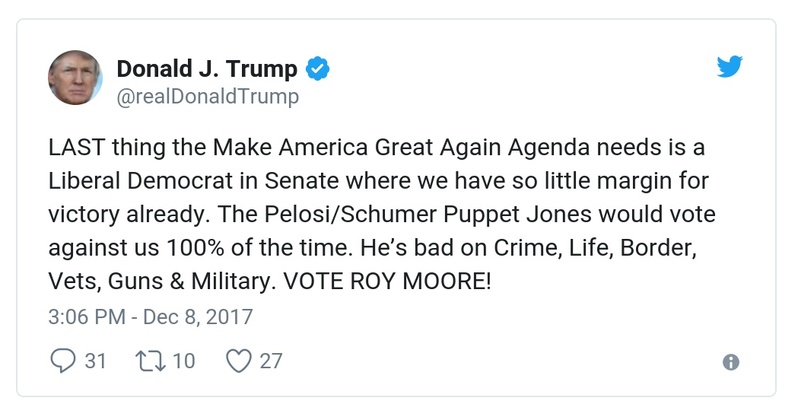 Donald J. Trump
@realDonaldTrump
LAST thing the Make America Great Again Agenda needs is a
Liberal Democrat in Senate where we have so little margin for
victory already. The Pelosi/Schumer Puppet Jones would vote
against us 100% of the time. He’s bad on Crime, Life, Border,
Vets, Guns & Military. VOTE ROY MOORE!
3:06 PM - Dec 8, 2017
31 10 27